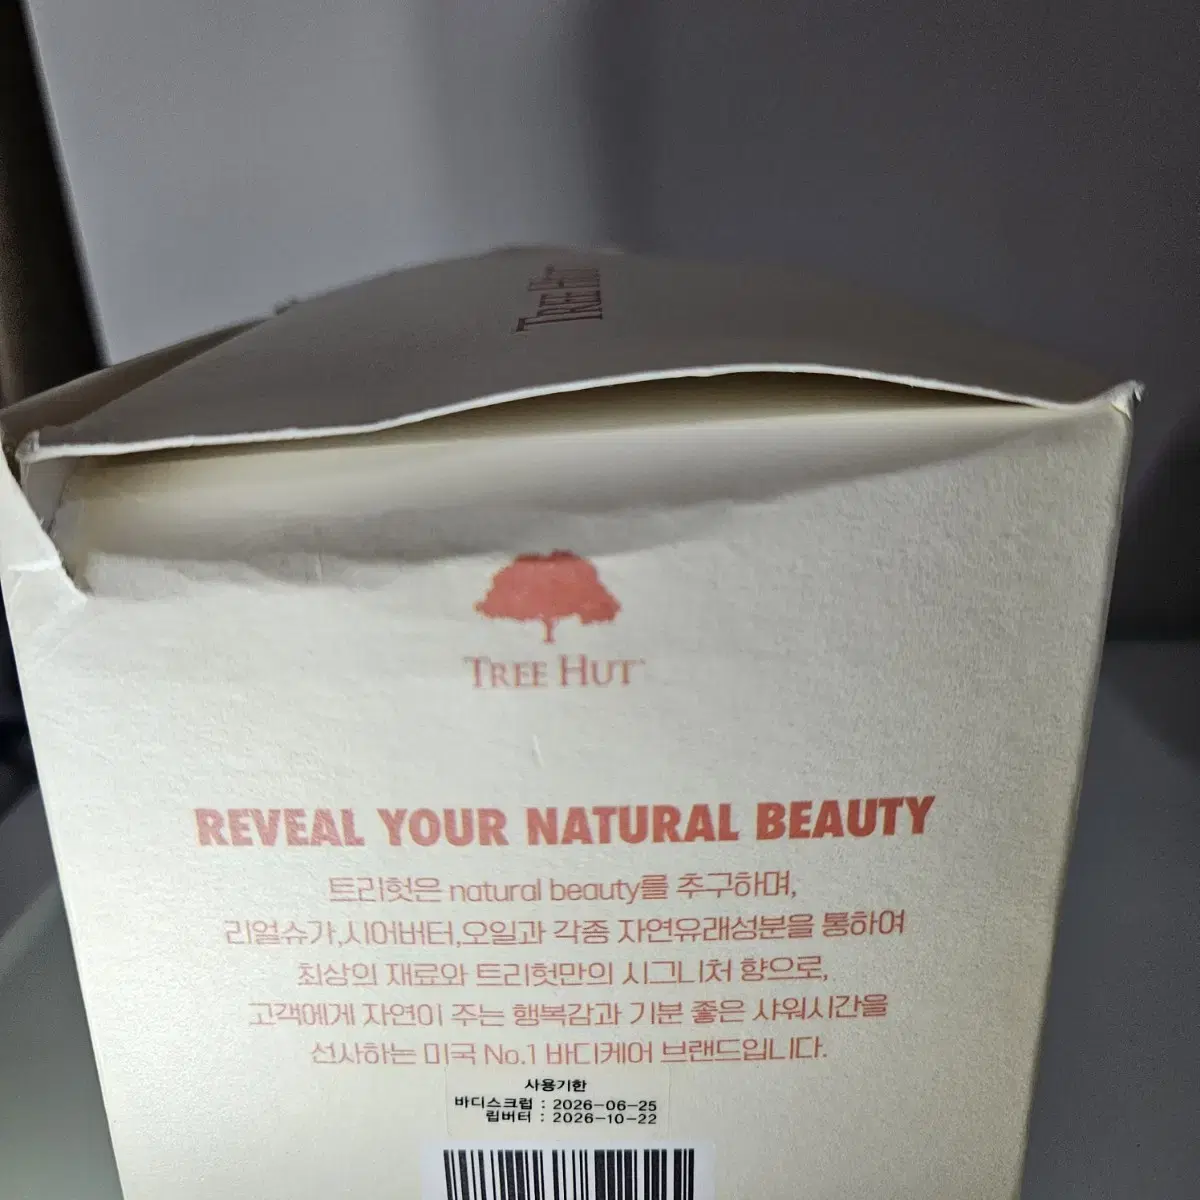 TREE HUT
TREE HUT
REVEAL YOUR NATURAL BEAUTY
트리헛은 natural beauty를 추구하며,
리얼슈가,시어버터,오일과 각종 자연유래성분을 통하여
최상의 재료와 트리헛만의 시그니처 향으로,
고객에게 자연이 주는 행복감과 기분 좋은 샤워시간을
선사하는 미국 No.1 바디케어 브랜드입니다.
사용기한
바디스크럽 : 2026-06-25
립버터 : 2026-10-22